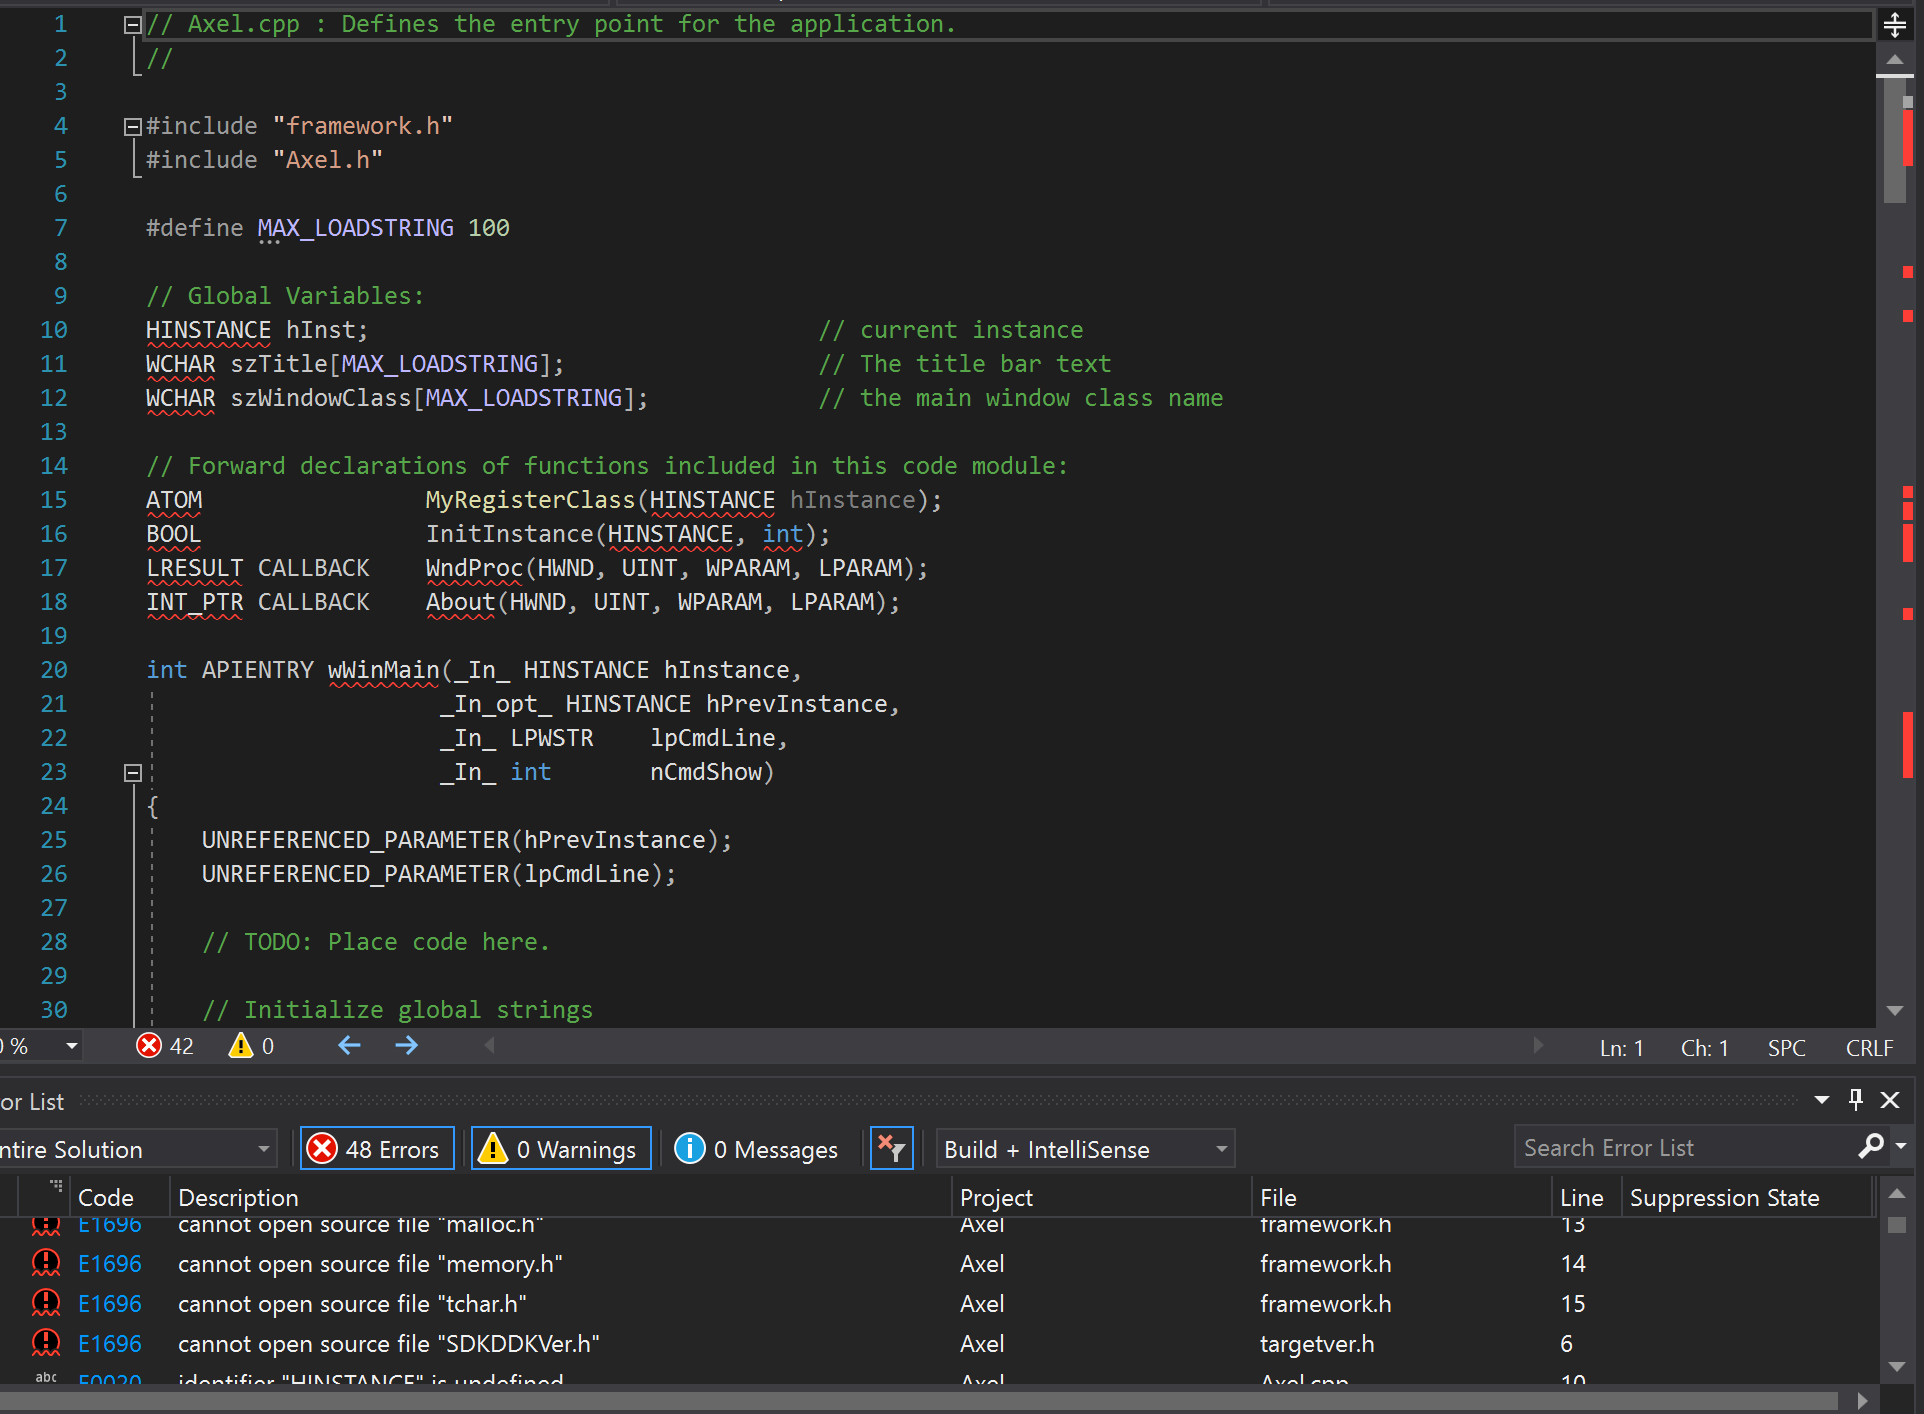 1 // Axel.cpp : Defines the entry point for the application.
2 //
3
4 #include "framework.h"
5 #include "Axel.h"
6
7 #define MAX_LOADSTRING 100
8
9 // Global Variables:
10 HINSTANCE hInst; // current instance
11 WCHAR szTitle[MAX_LOADSTRING]; // The title bar text
12 WCHAR szWindowClass[MAX_LOADSTRING]; // the main window class name
13
14 // Forward declarations of functions included in this code module:
15 ATOM MyRegisterClass(HINSTANCE hInstance);
16 BOOL InitInstance(HINSTANCE, int);
17 LRESULT CALLBACK WndProc(HWND, UINT, WPARAM, LPARAM);
18 INT_PTR CALLBACK About(HWND, UINT, WPARAM, LPARAM);
19
20 int APIENTRY wWinMain(_In_ HINSTANCE hInstance,
21 _In_opt_ HINSTANCE hPrevInstance,
22 _In_ LPWSTR lpCmdLine,
23 _In_ int nCmdShow)
24 {
25 UNREFERENCED_PARAMETER(hPrevInstance);
26 UNREFERENCED_PARAMETER(lpCmdLine);
27
28 // TODO: Place code here.
29
30 // Initialize global strings
% 42 0 Ln: 1 Ch: 1 SPC CRLF
or List
ntire Solution 48 Errors 0 Warnings 0 Messages Build + IntelliSense Search Error List
Code Description Project File Line Suppression State
E1696 cannot open source file "malloc.h" Axel framework.h 13
E1696 cannot open source file "memory.h" Axel framework.h 14
E1696 cannot open source file "tchar.h" Axel framework.h 15
E1696 cannot open source file "SDKDDKVer.h" Axel targetver.h 6
abc E0020 identifier "HINSTANCE" is undefined Axel Axel.cpp 10